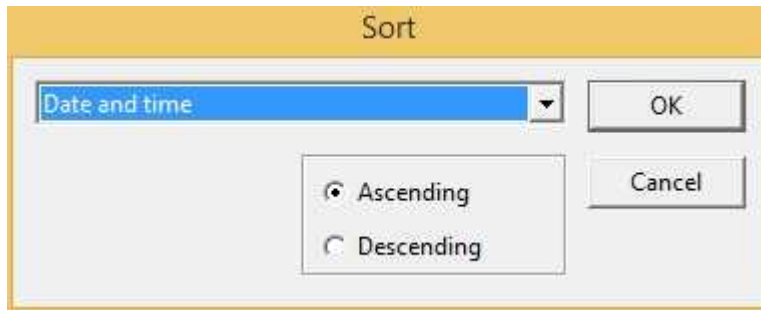 Sort
Date and time
OK
Ascending
Cancel
Descending